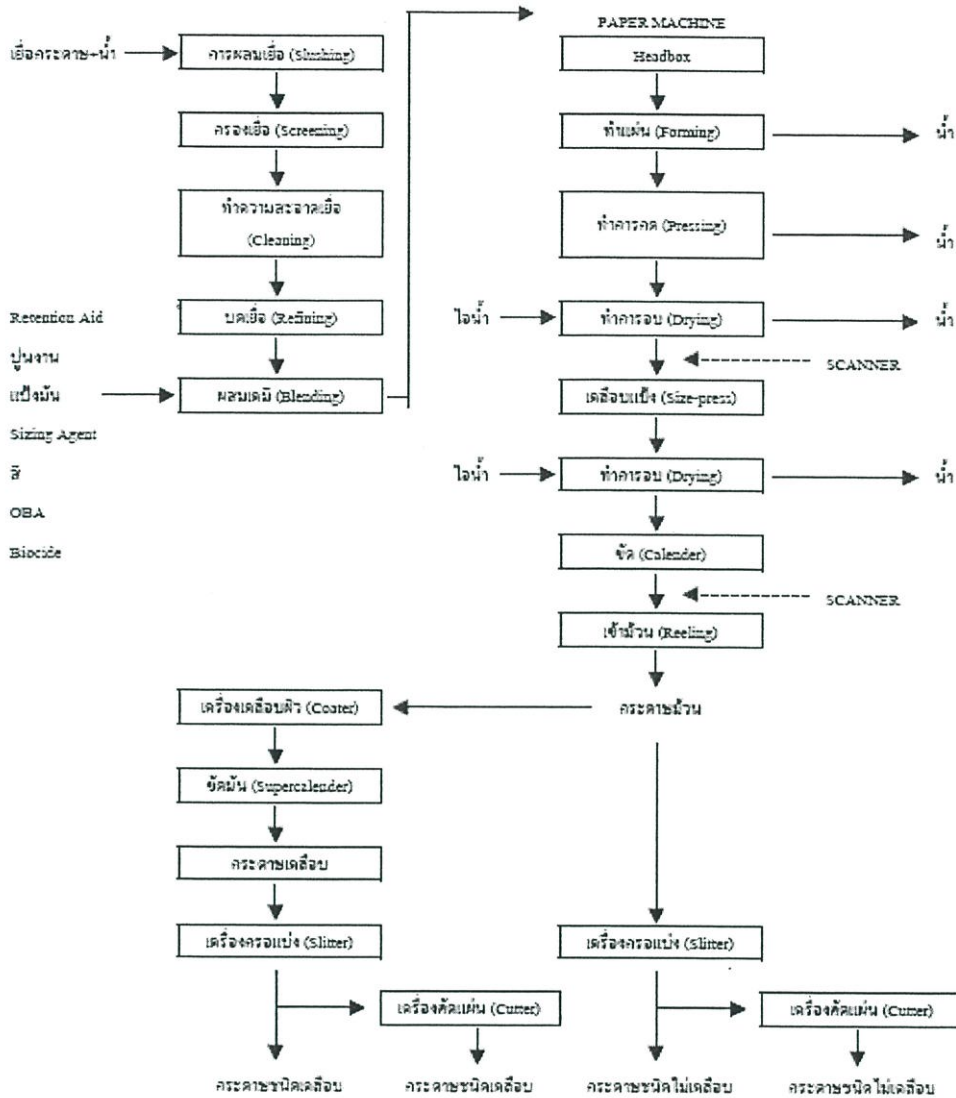 PAPER MACHINE
เยื่อกระดาษ+น้ำ
การผสมเยื่อ (Slushing)
Headbox
กรองเยื่อ (Screening)
ทำแผ่น (Forming)
น้ำ
ทำความสะอาดเยื่อ
(Cleaning)
ทำการกด (Pressing)
น้ำ
Retention Aid
บดเยื่อ (Refining)
ไอน้ำ
ทำการอบ (Drying)
น้ำ
ปูนงาน
SCANNER
แป้งมัน
ผสมเคมี (Blending)
เคลือบแป้ง (Size-press)
Sizing Agent
สี
ไอน้ำ
ทำการอบ (Drying)
น้ำ
OBA
Biocide
ขัด (Calender)
SCANNER
เข้าม้วน (Reeling)
เครื่องเคลือบผิว (Coater)
กระดาษม้วน
ขัดมัน (Supercalender)
กระดาษเคลือบ
เครื่องกรอแบ่ง (Slitter)
เครื่องกรอแบ่ง (Slitter)
เครื่องตัดแผ่น (Cutter)
เครื่องตัดแผ่น (Cutter)
กระดาษชนิดเคลือบ
กระดาษชนิดเคลือบ
กระดาษชนิดไม่เคลือบ
กระดาษชนิดไม่เคลือบ